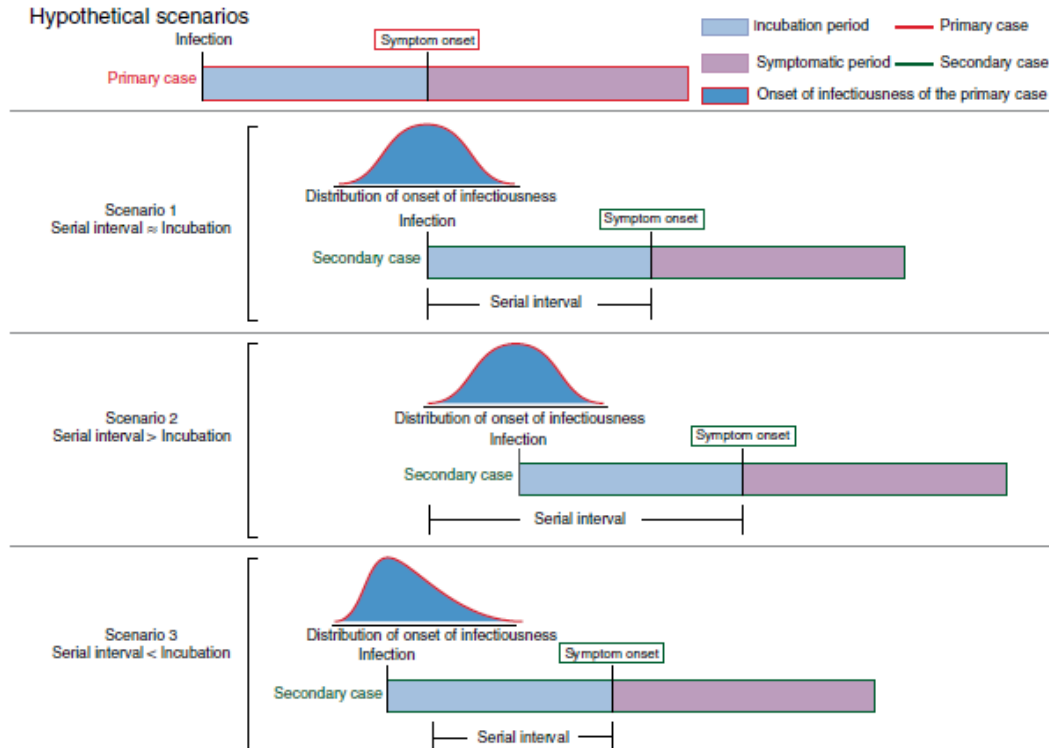 Hypothetical scenarios
Infection
Symptom onset
Primary case
Incubation period
Primary case
Symptomatic period
Secondary case
Onset of infectiousness of the primary case
Scenario 1
Serial interval ≈ Incubation
Distribution of onset of infectiousness
Infection
Symptom onset
Secondary case
Serial interval
Scenario 2
Serial interval > Incubation
Distribution of onset of infectiousness
Infection
Symptom onset
Secondary case
Serial interval
Scenario 3
Serial interval < Incubation
Distribution of onset of infectiousness
Infection
Symptom onset
Secondary case
Serial interval